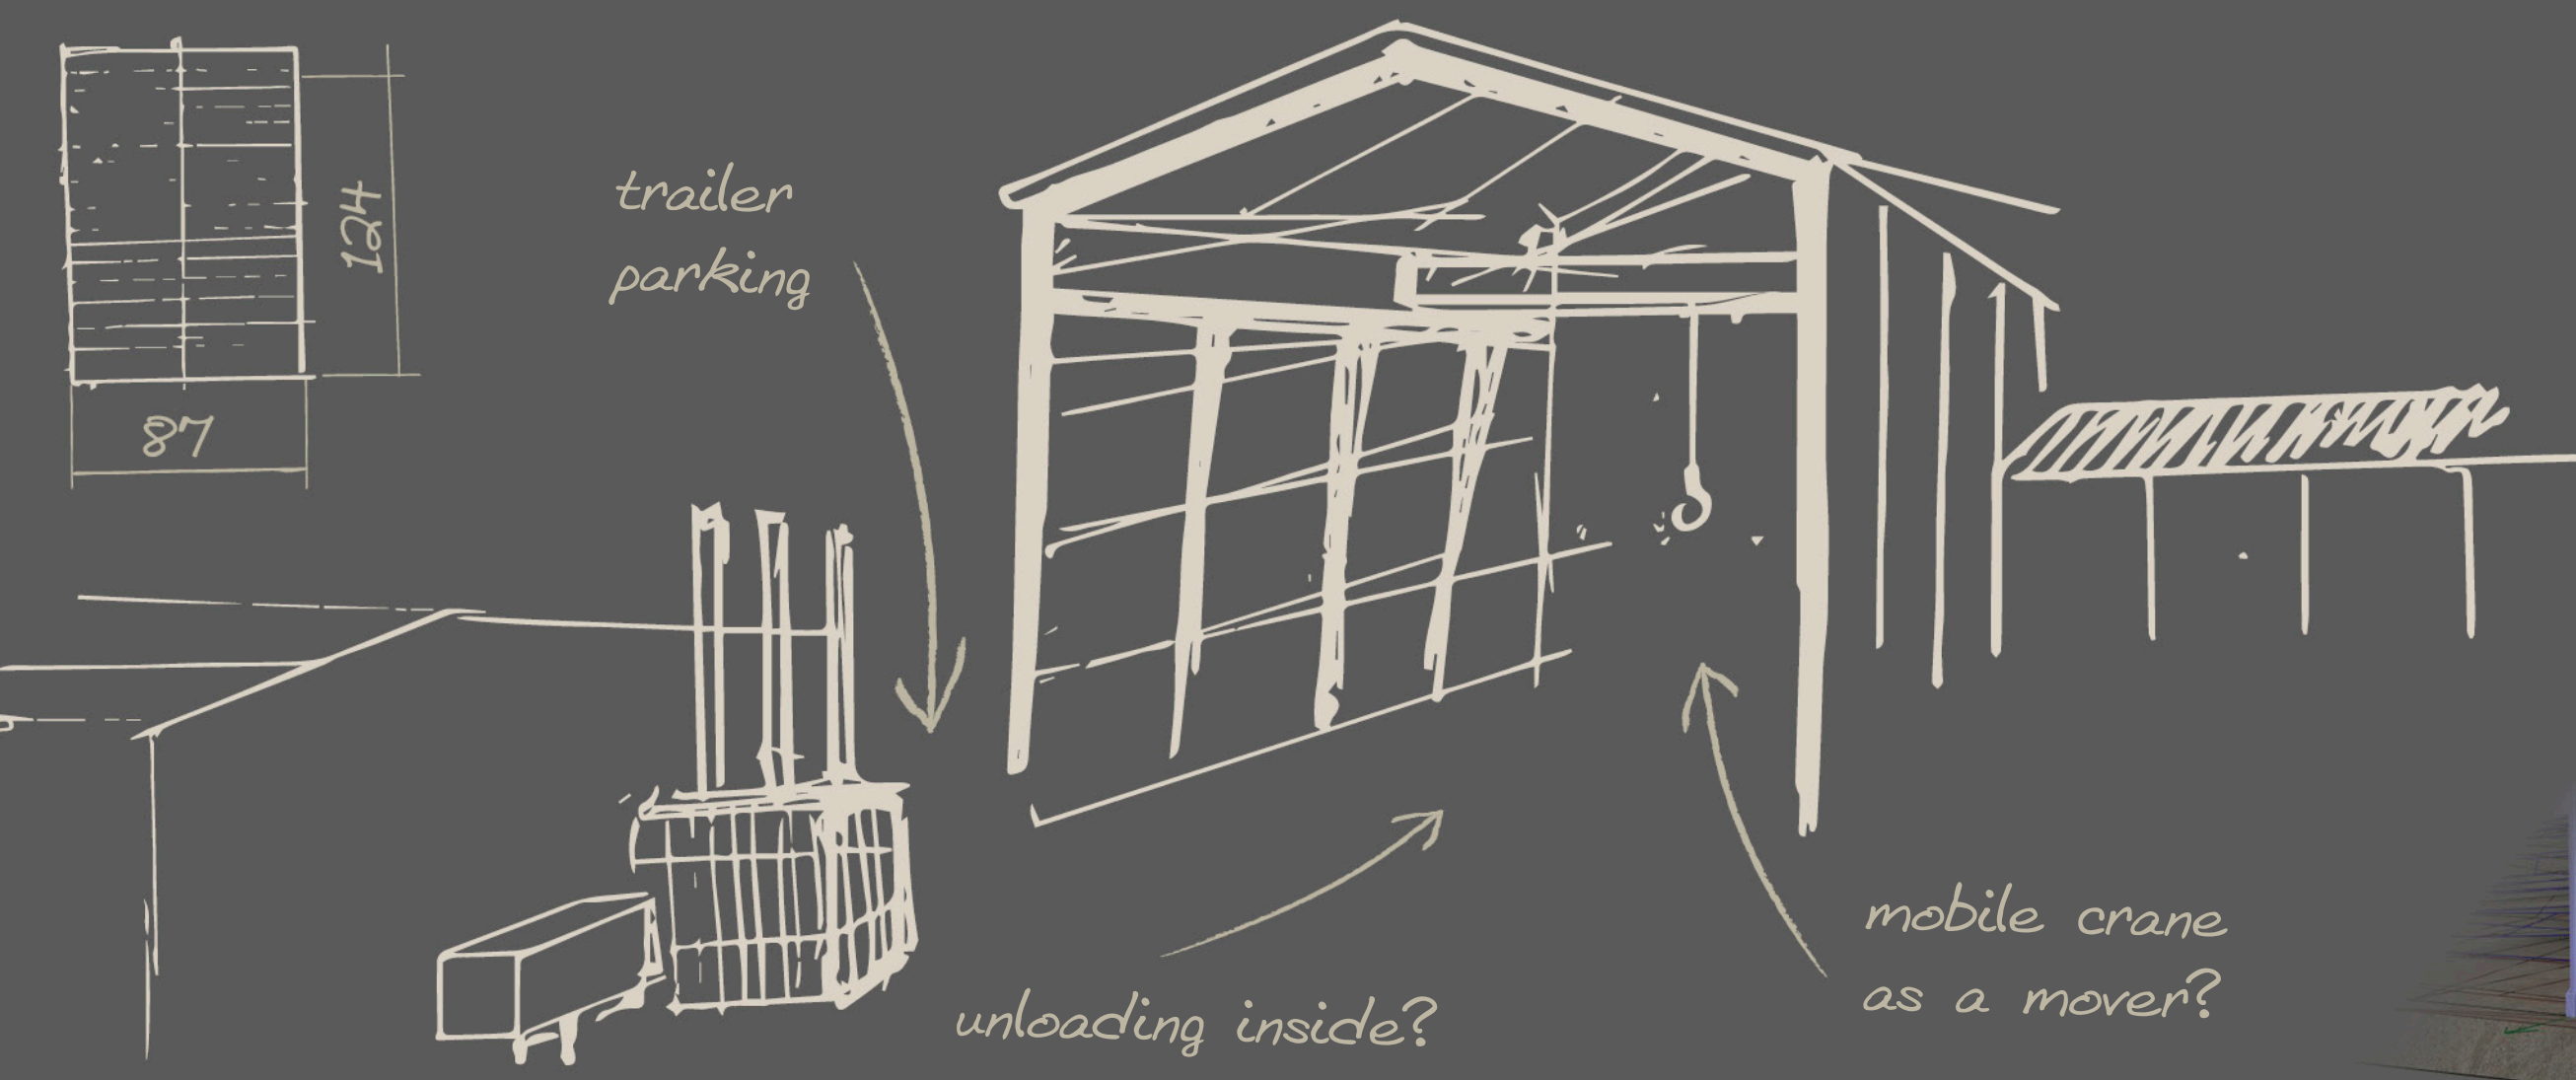 124
87
trailer
parking
unloading inside?
mobile crane
as a mover?